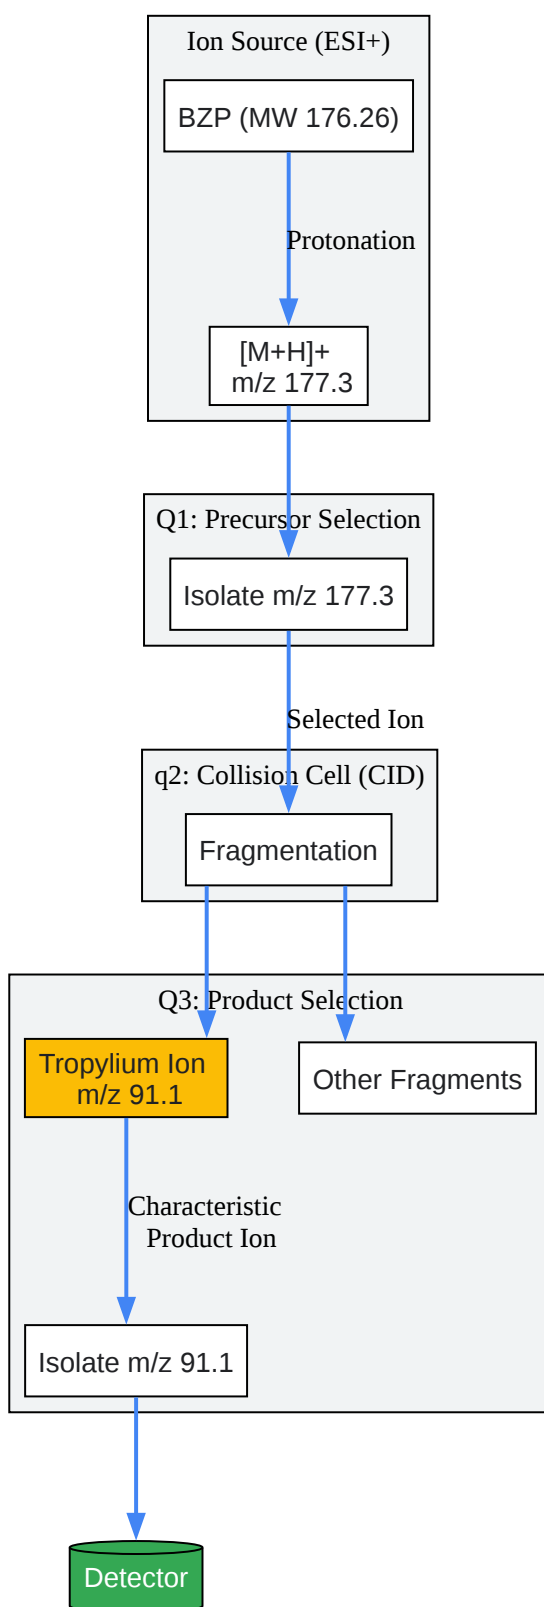 Ion Source (ESI+)
BZP (MW 176.26)
Protonation
[M+H]+
m/z 177.3
Q1: Precursor Selection
Isolate m/z 177.3
Selected Ion
q2: Collision Cell (CID)
Fragmentation
Q3: Product Selection
Tropylium Ion
m/z 91.1
Other Fragments
Characteristic
Product Ion
Isolate m/z 91.1
Detector